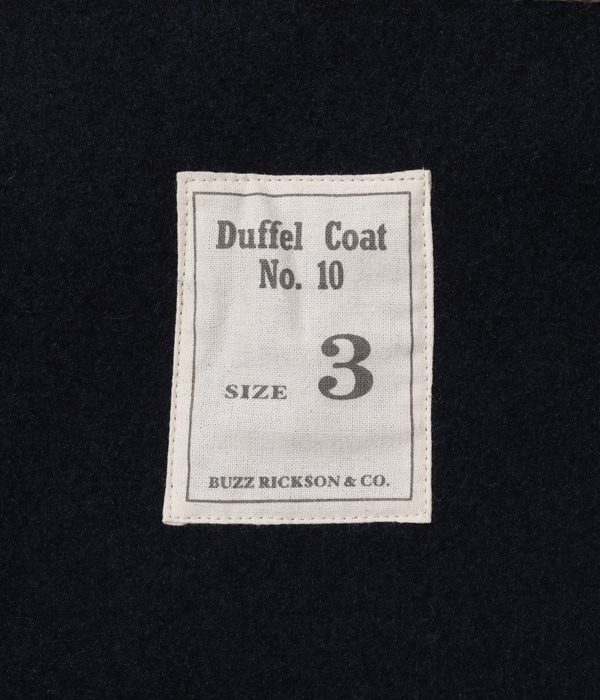 Duffel Coat
No. 10
SIZE 3
BUZZ RICKSON & CO.